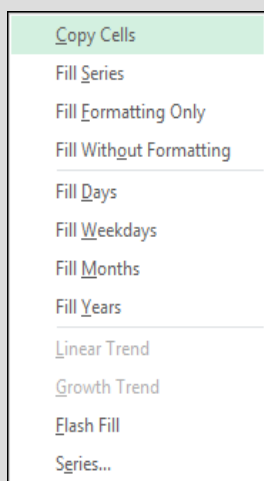 Copy Cells
Fill Series
Fill Formatting Only
Fill Without Formatting
Fill Days
Fill Weekdays
Fill Months
Fill Years
Linear Trend
Growth Trend
Flash Fill
Series...